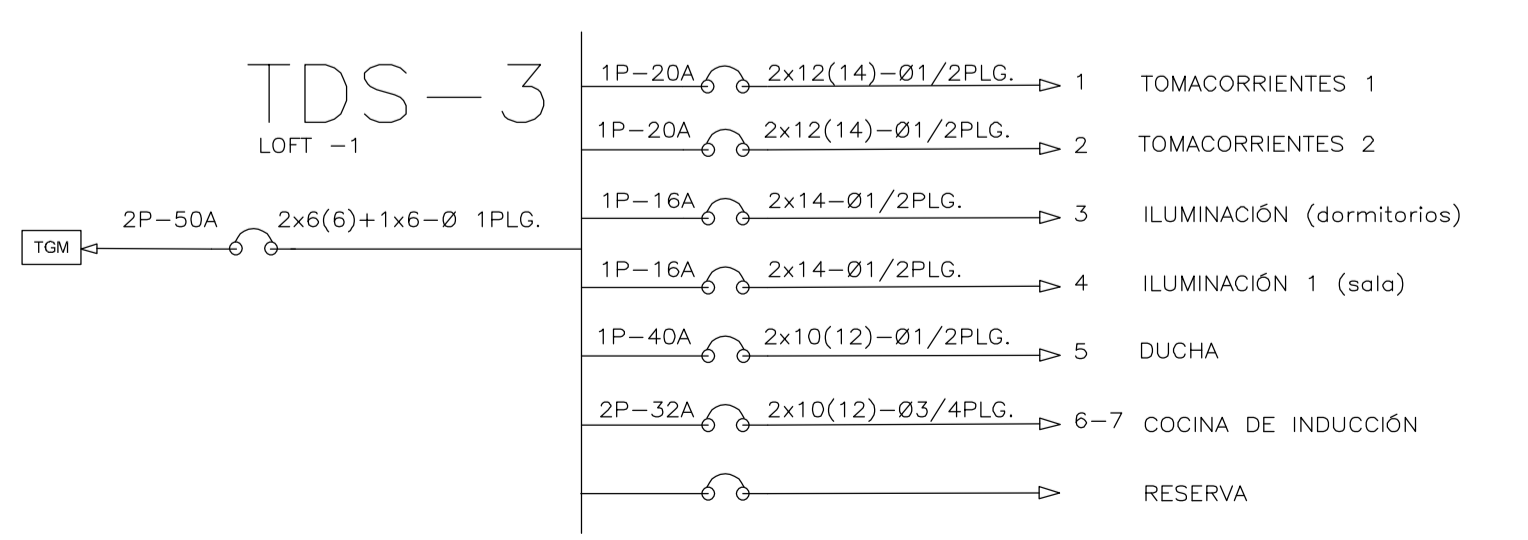 TDS-3
LOFT -1
TGM
2P-50A
2x6(6)+1x6-Ø 1PLG.
1P-20A 2x12(14)-Ø1/2PLG. 1 TOMACORRIENTES 1
1P-20A 2x12(14)-Ø1/2PLG. 2 TOMACORRIENTES 2
1P-16A 2x14-Ø1/2PLG. 3 ILUMINACIÓN (dormitorios)
1P-16A 2x14-Ø1/2PLG. 4 ILUMINACIÓN 1 (sala)
1P-40A 2x10(12)-Ø1/2PLG. 5 DUCHA
2P-32A 2x10(12)-Ø3/4PLG. 6-7 COCINA DE INDUCCIÓN
RESERVA